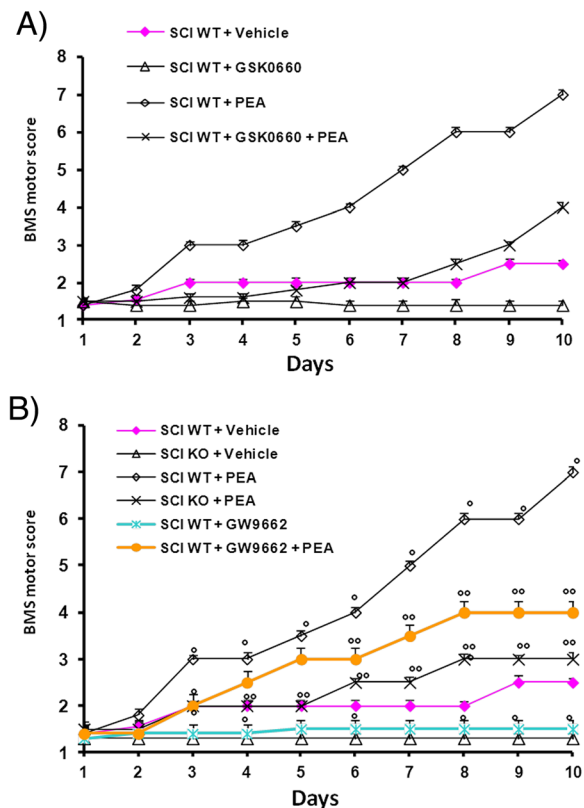 A)
SCI WT + Vehicle
SCI WT + GSK0660
SCI WT + PEA
SCI WT + GSK0660 + PEA
BMS motor score
8
7
6
5
4
3
2
1
1 2 3 4 5 6 7 8 9 10
Days
B)
SCI WT + Vehicle
SCI KO + Vehicle
SCI WT + PEA
SCI KO + PEA
SCI WT + GW9662
SCI WT + GW9662 + PEA
BMS motor score
8
7
6
5
4
3
2
1
1 2 3 4 5 6 7 8 9 10
Days